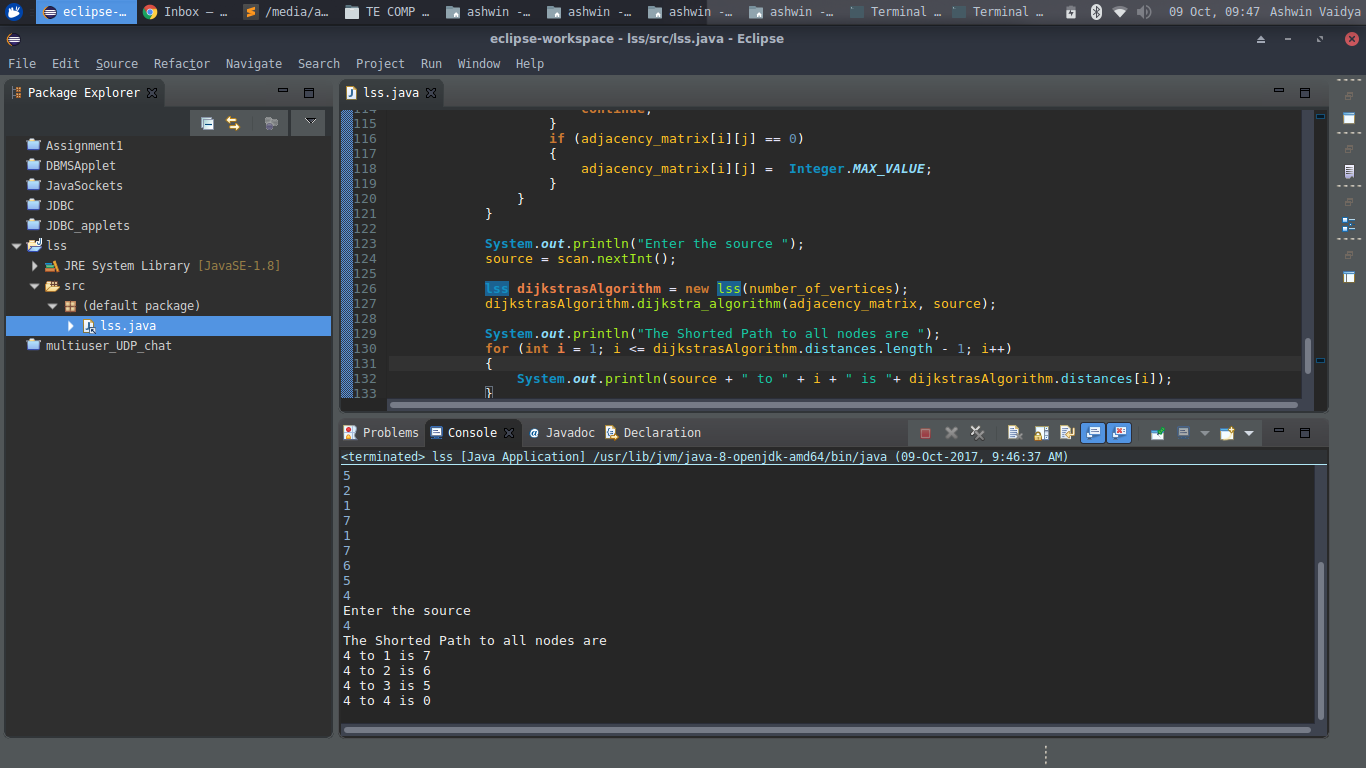 eclipse-...
Inbox – ...
/media/a...
TE COMP ...
ashwin -...
ashwin -...
ashwin -...
ashwin -...
Terminal ...
Terminal ...
09 Oct, 09:47
Ashwin Vaidya
eclipse-workspace - lss/src/lss.java - Eclipse
File Edit Source Refactor Navigate Search Project Run Window Help
Package Explorer
Assignment1
DBMSApplet
JavaSockets
JDBC
JDBC_applets
lss
JRE System Library [JavaSE-1.8]
src
(default package)
lss.java
multiuser_UDP_chat
lss.java
114 continue;
115 }
116 if (adjacency_matrix[i][j] == 0)
117 {
118 adjacency_matrix[i][j] =  Integer.MAX_VALUE;
119 }
120 }
121 }
122
123 System.out.println("Enter the source ");
124 source = scan.nextInt();
125
126 lss dijkstrasAlgorithm = new lss(number_of_vertices);
127 dijkstrasAlgorithm.dijkstra_algorithm(adjacency_matrix, source);
128
129 System.out.println("The Shorted Path to all nodes are ");
130 for (int i = 1; i <= dijkstrasAlgorithm.distances.length - 1; i++)
131 {
132 System.out.println(source + " to " + i + " is "+ dijkstrasAlgorithm.distances[i]);
133 }
Problems Console @ Javadoc Declaration
<terminated> lss [Java Application] /usr/lib/jvm/java-8-openjdk-amd64/bin/java (09-Oct-2017, 9:46:37 AM)
5
2
1
7
1
7
6
5
4
Enter the source
4
The Shorted Path to all nodes are
4 to 1 is 7
4 to 2 is 6
4 to 3 is 5
4 to 4 is 0